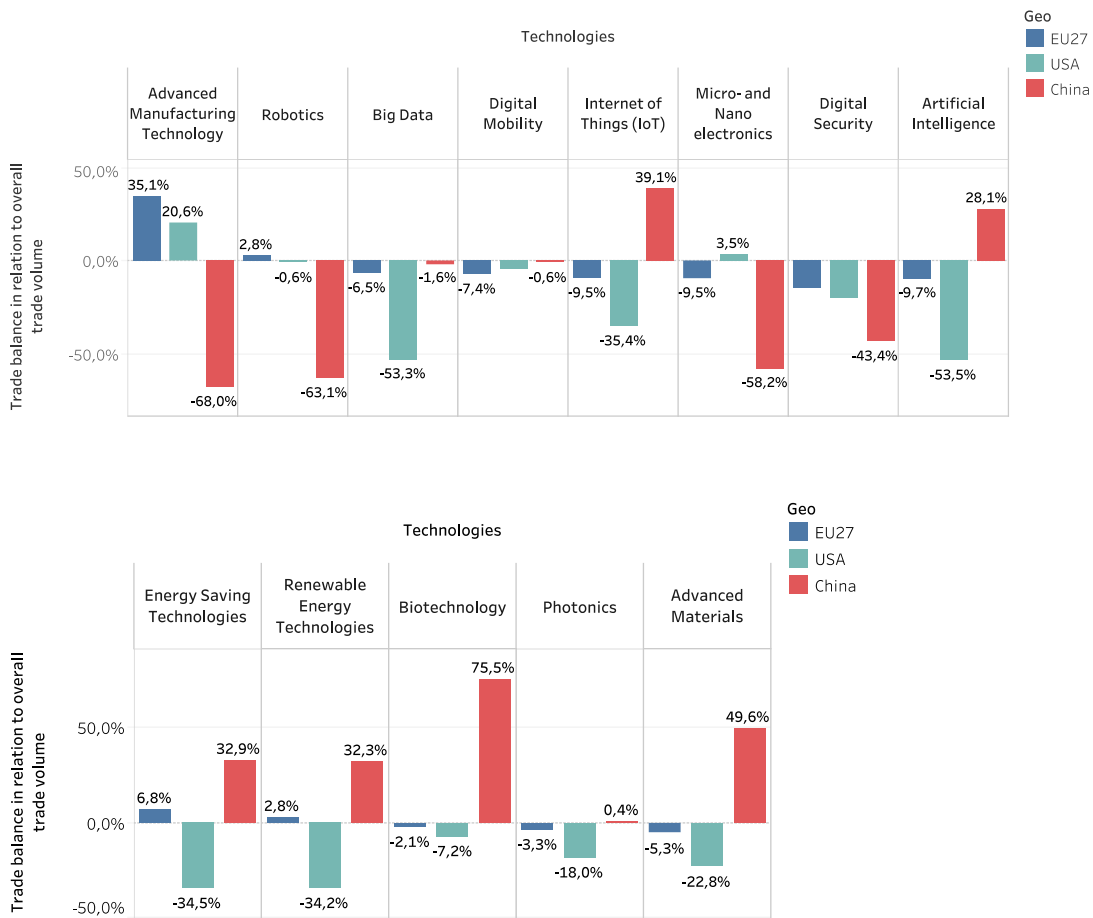 Technologies
Geo
EU27
USA
China
Advanced
Manufacturing
Technology
Robotics
Big Data
Digital
Mobility
Internet of
Things (IoT)
Micro- and
Nano
electronics
Digital
Security
Artificial
Intelligence
Trade balance in relation to overall
trade volume
50,0%
0,0%
-50,0%
35,1%
20,6%
-68,0%
2,8%
-0,6%
-63,1%
-6,5%
-53,3%
-1,6%
-7,4%
-0,6%
-9,5%
-35,4%
39,1%
-9,5%
3,5%
-58,2%
-43,4%
-9,7%
-53,5%
28,1%
Technologies
Geo
EU27
USA
China
Energy Saving
Technologies
Renewable
Energy
Technologies
Biotechnology
Photonics
Advanced
Materials
Trade balance in relation to overall
trade volume
50,0%
0,0%
-50,0%
6,8%
-34,5%
32,9%
2,8%
-34,2%
32,3%
-2,1%
-7,2%
75,5%
-3,3%
-18,0%
0,4%
-5,3%
-22,8%
49,6%